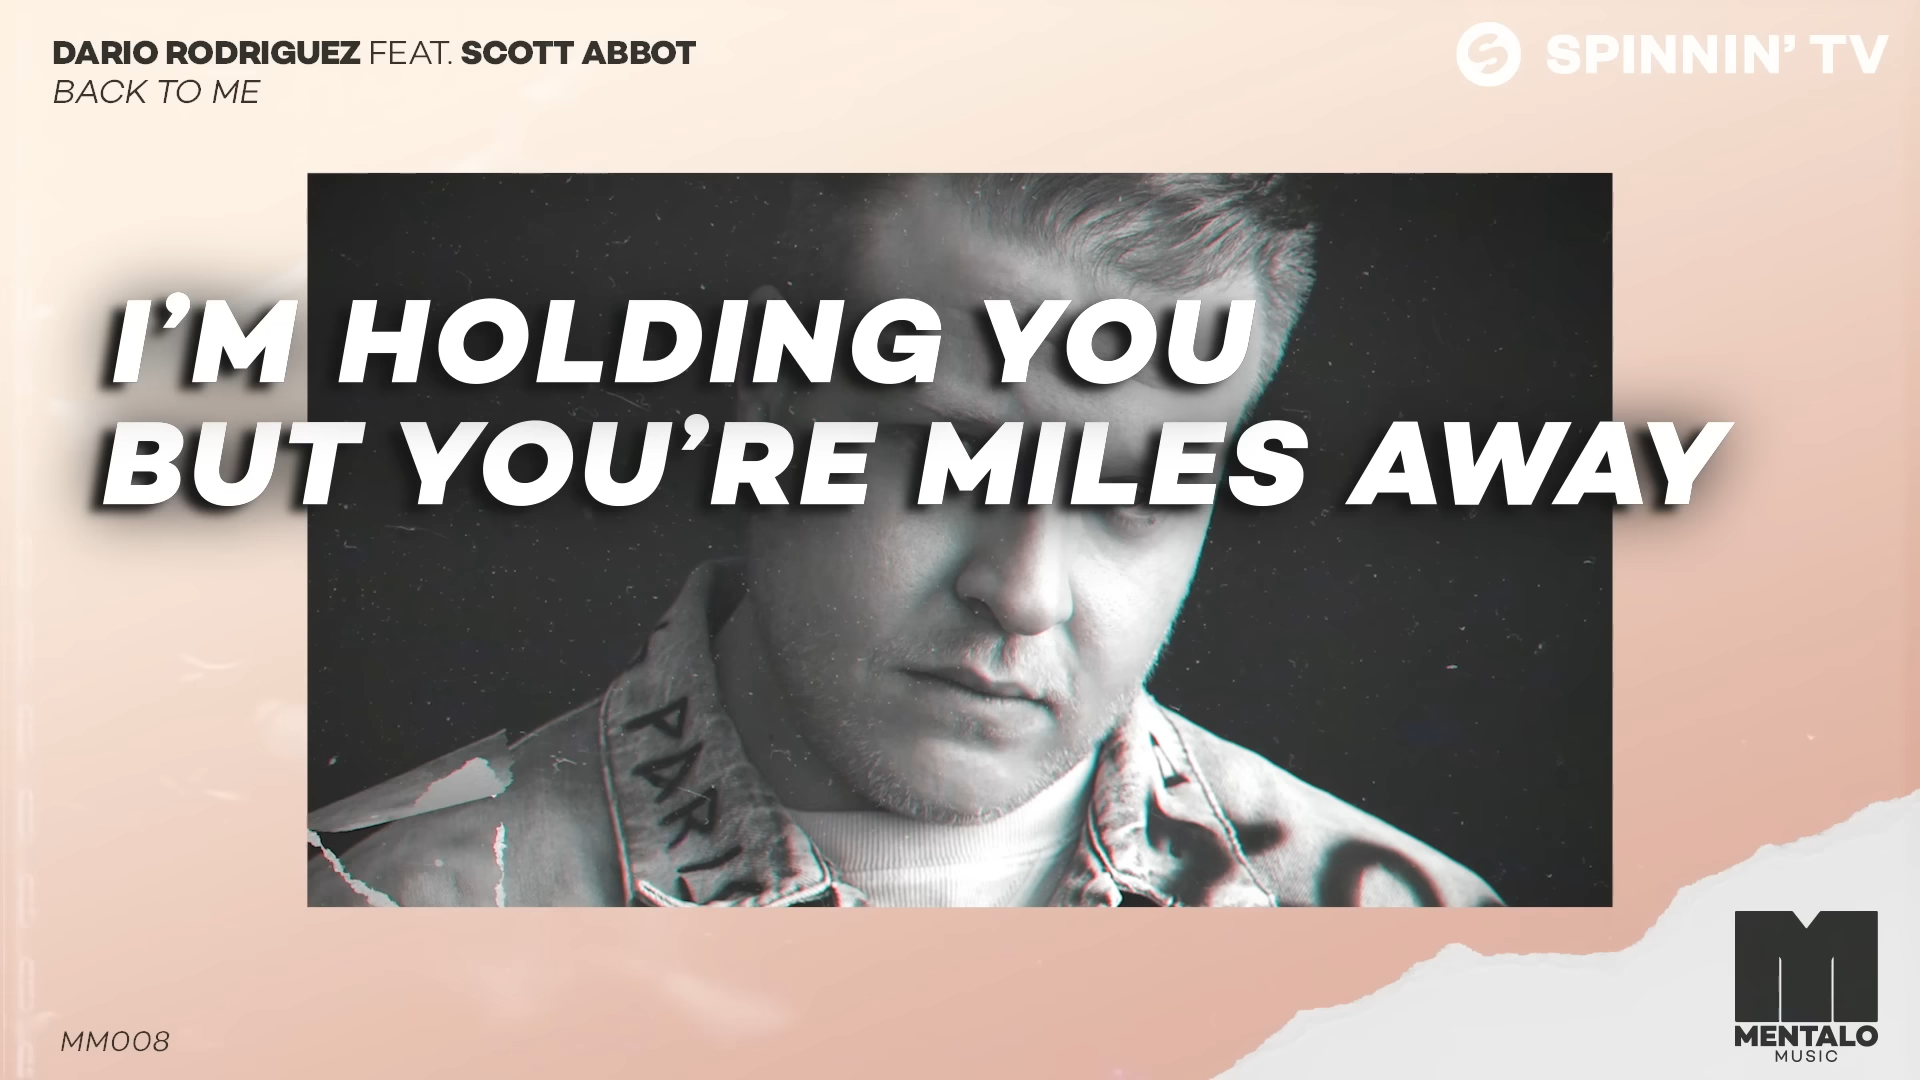 DARIO RODRIGUEZ FEAT. SCOTT ABBOT
BACK TO ME
SPINNIN' TV
I'M HOLDING YOU
BUT YOU'RE MILES AWAY
PARI
MM008
MENTALO
MUSIC